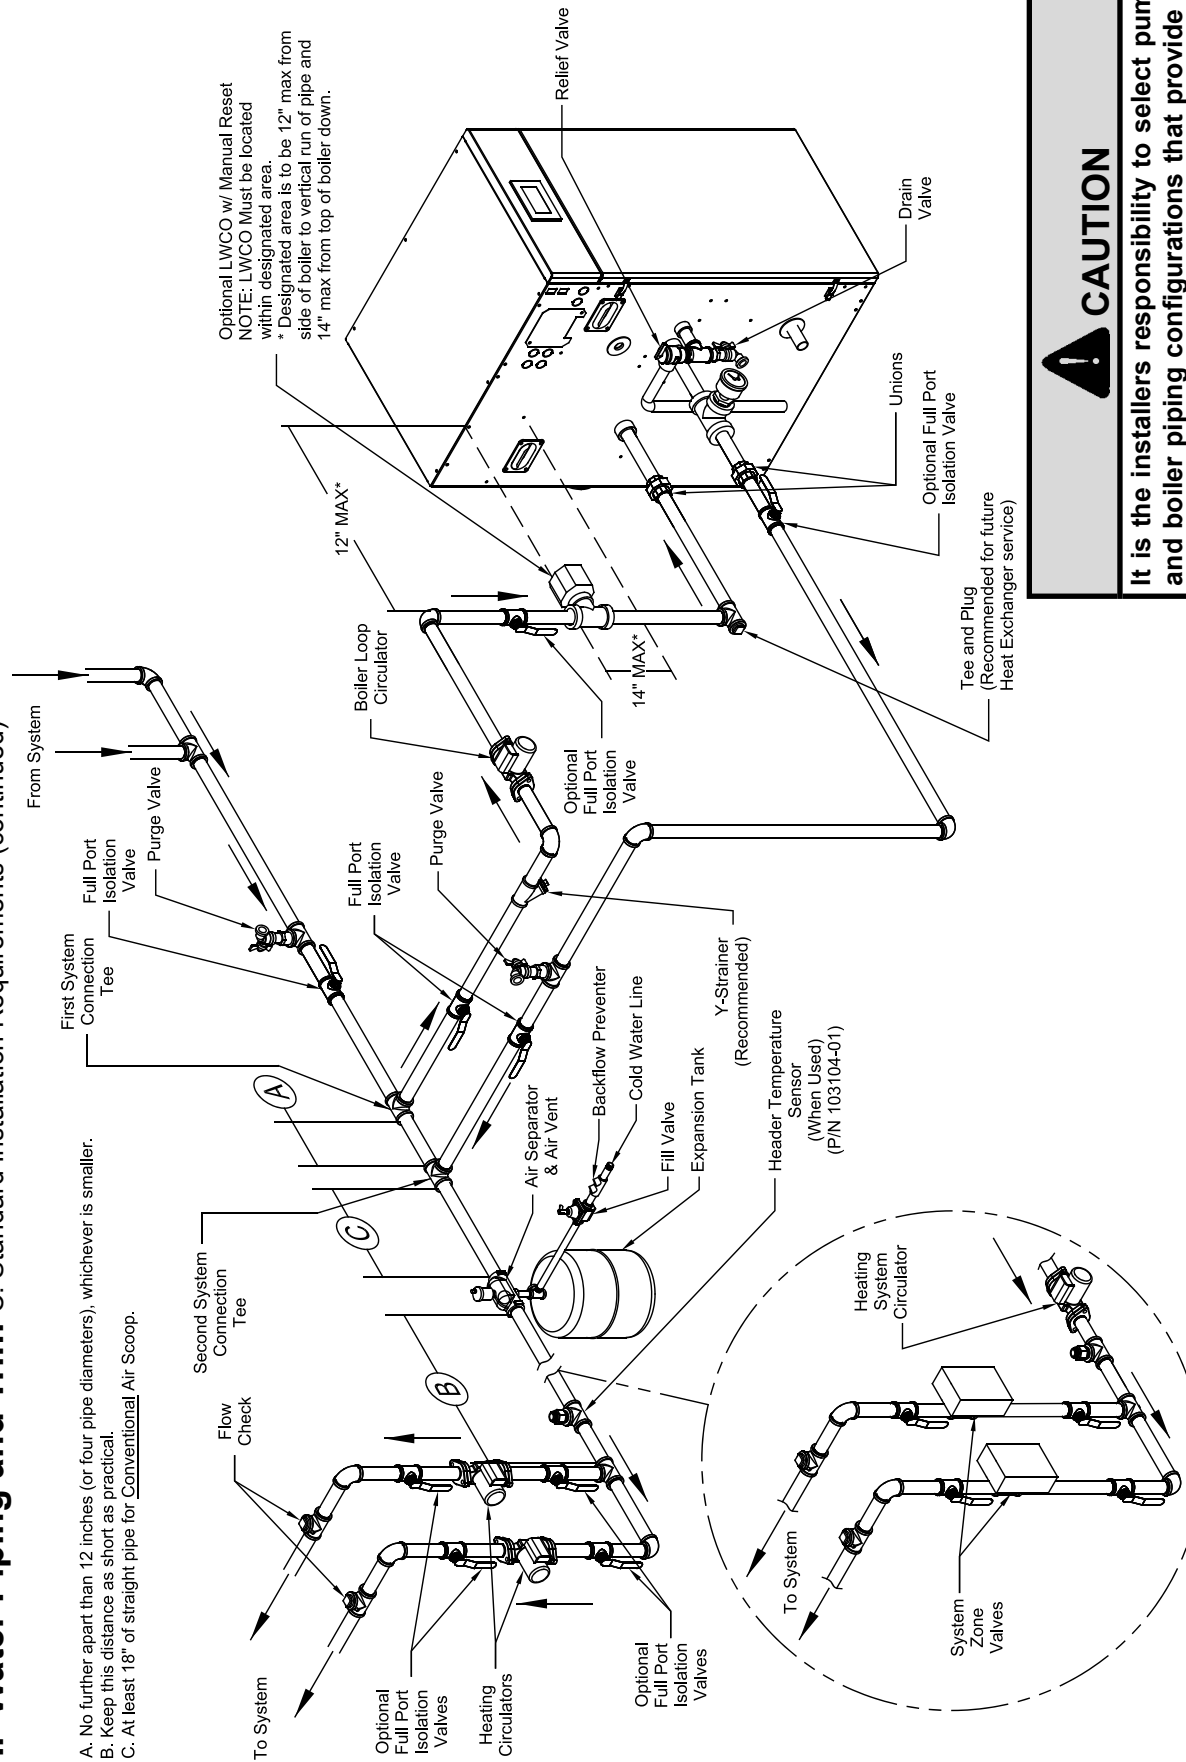 A. No further apart than 12 inches (or four pipe diameters), whichever is smaller.
B. Keep this distance as short as practical.
C. At least 18" of straight pipe for Conventional Air Scoop.
From System
Purge Valve
Full Port
Isolation
Valve
First System
Connection
Tee
Optional LWCO w/ Manual Reset
NOTE: LWCO Must be located
within designated area.
* Designated area is to be 12" max from
side of boiler to vertical run of pipe and
14" max from top of boiler down.
Relief Valve
12" MAX*
14" MAX*
Boiler Loop
Circulator
Optional
Full Port
Isolation
Valve
Full Port
Isolation
Valve
Purge Valve
Drain
Valve
Unions
Optional Full Port
Isolation Valve
Tee and Plug
(Recommended for future
Heat Exchanger service)
A
C
B
Second System
Connection
Tee
Flow
Check
Y-Strainer
(Recommended)
Air Separator
& Air Vent
Backflow Preventer
Cold Water Line
Fill Valve
Expansion Tank
Header Temperature
Sensor
(When Used)
(P/N 103104-01)
To System
Optional
Full Port
Isolation
Valves
Heating
Circulators
Optional
Full Port
Isolation
Valves
Heating
System
Circulator
To System
System
Zone
Valves
CAUTION
It is the installers responsibility to select
and boiler piping configurations that provide